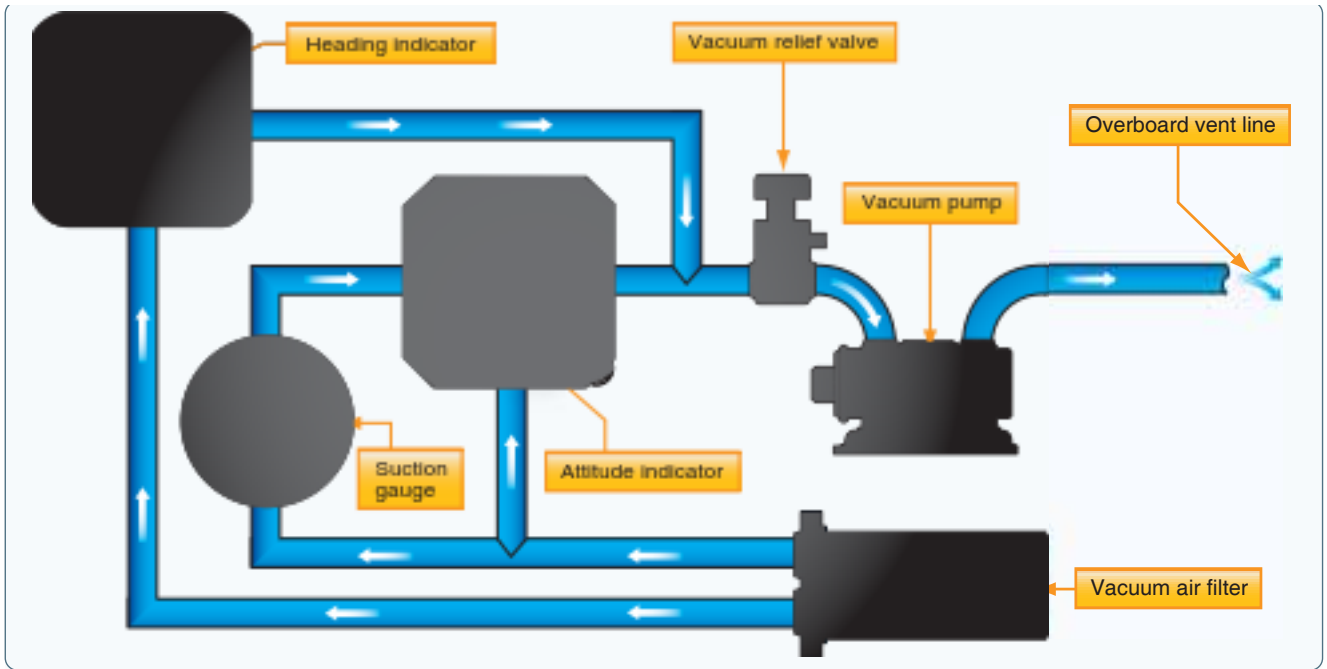 Heading indicator
Vacuum relief valve
Overboard vent line
Vacuum pump
Suction
gauge
Attitude indicator
Vacuum air filter